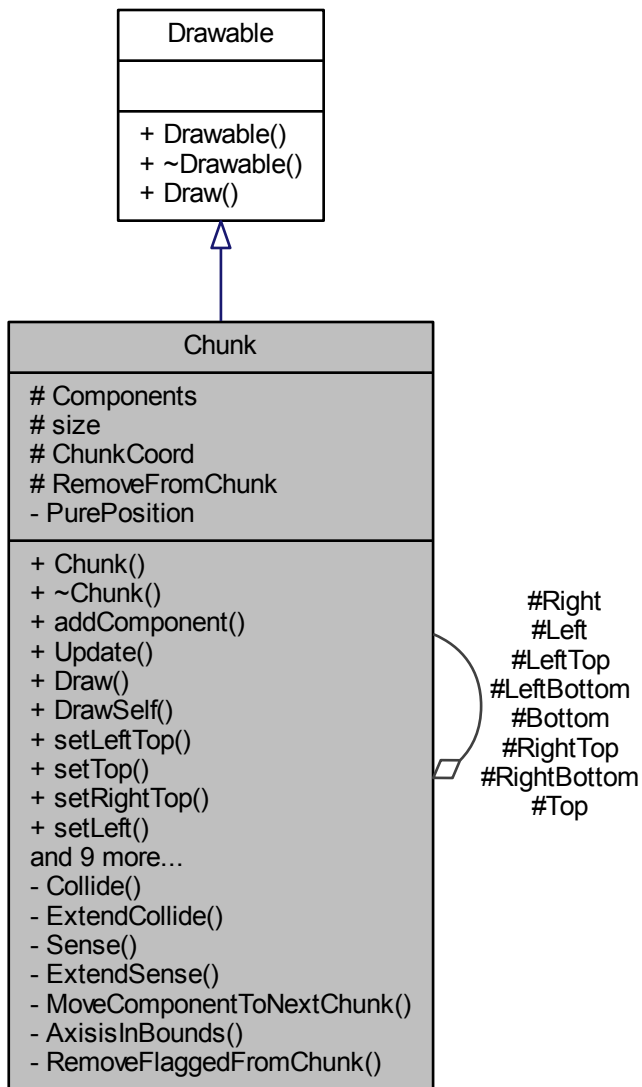 Drawable
+ Drawable()
+ ~Drawable()
+ Draw()
Chunk
# Components
# size
# ChunkCoord
# RemoveFromChunk
- PurePosition
+ Chunk()
+ ~Chunk()
+ addComponent()
+ Update()
+ Draw()
+ DrawSelf()
+ setLeftTop()
+ setTop()
+ setRightTop()
+ setLeft()
and 9 more...
- Collide()
- ExtendCollide()
- Sense()
- ExtendSense()
- MoveComponentToNextChunk()
- AxisisInBounds()
- RemoveFlaggedFromChunk()
#Right
#Left
#LeftTop
#LeftBottom
#Bottom
#RightTop
#RightBottom
#Top